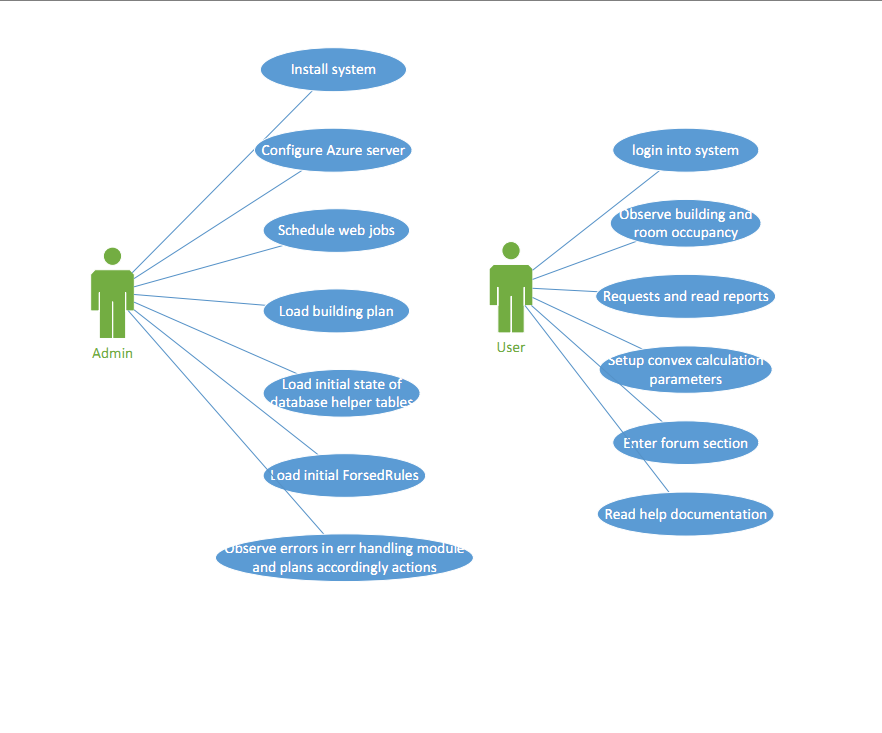 Install system
Configure Azure server
Schedule web jobs
Load building plan
Load initial state of
database helper tables
Load initial ForsedRules
Observe errors in err handling module
and plans accordingly actions
Admin
login into system
Observe building and
room occupancy
Requests and read reports
Setup convex calculation
parameters
Enter forum section
Read help documentation
User